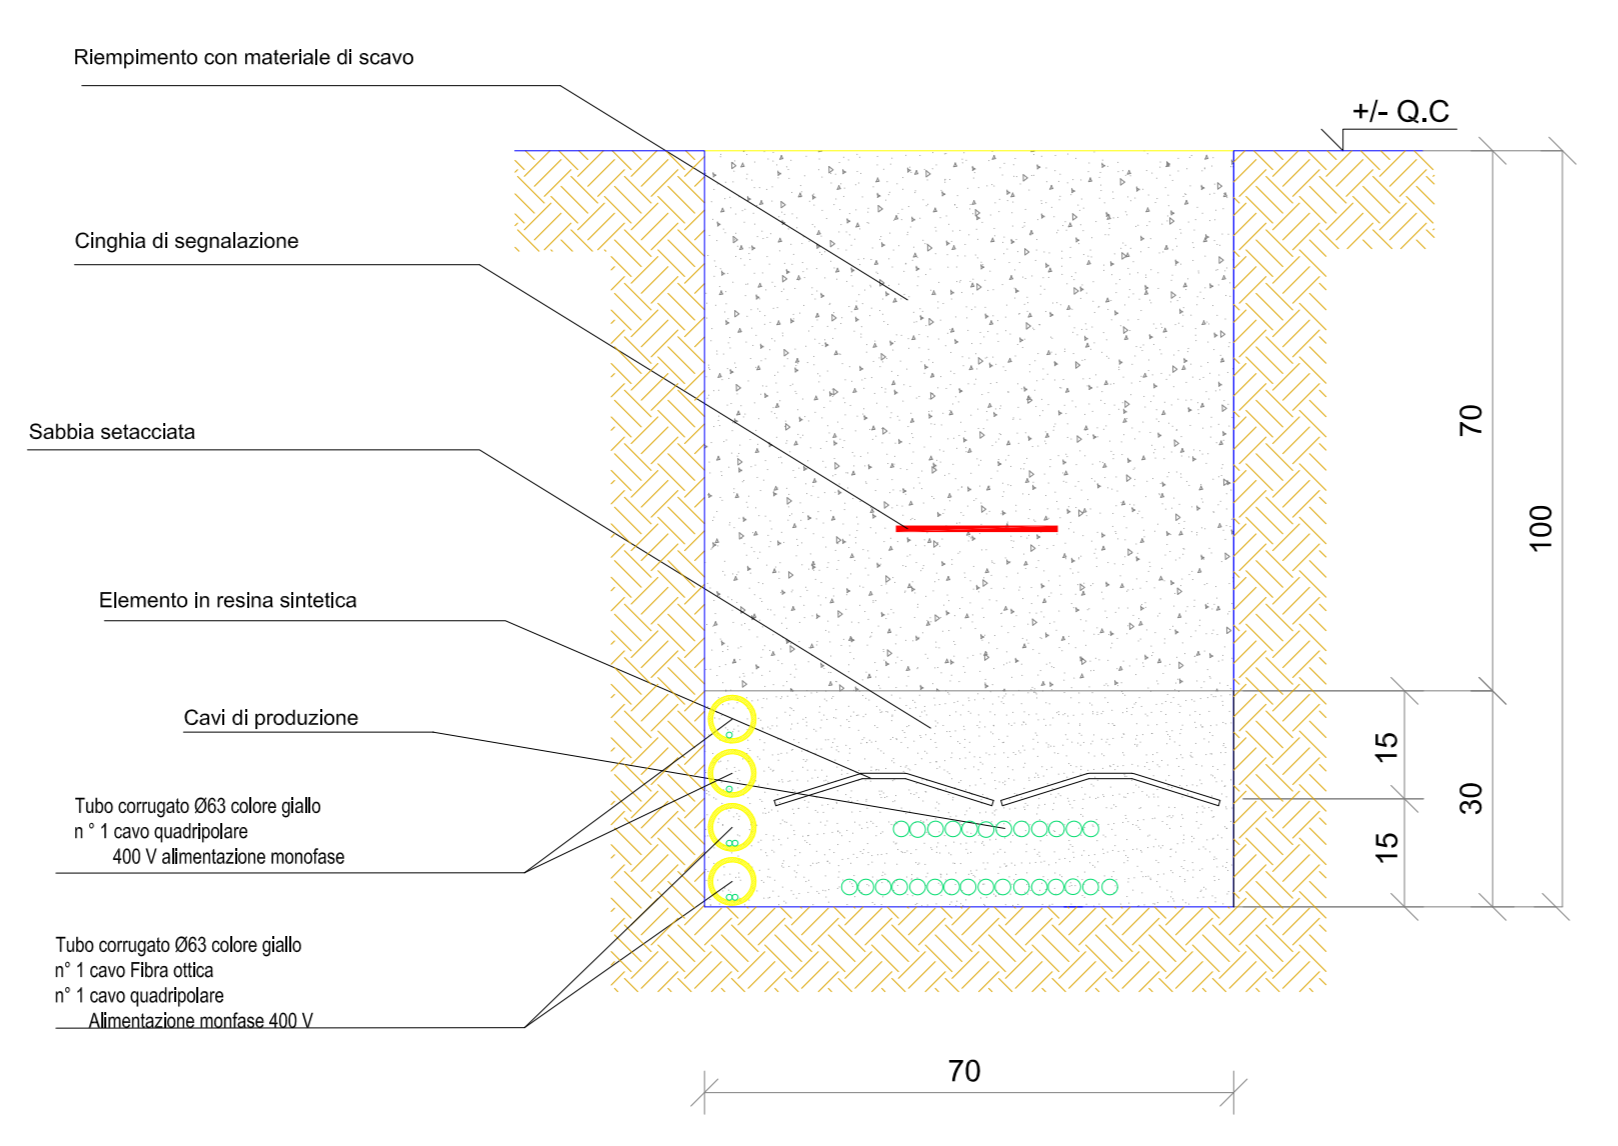 Riempimento con materiale di scavo
+/- Q.C
Cinghia di segnalazione
Sabbia setacciata
70
100
Elemento in resina sintetica
Cavi di produzione
15
30
15
Tubo corrugato Ø63 colore giallo
n ° 1 cavo quadripolare
400 V alimentazione monofase
Tubo corrugato Ø63 colore giallo
n° 1 cavo Fibra ottica
n° 1 cavo quadripolare
Alimentazione monfase 400 V
70